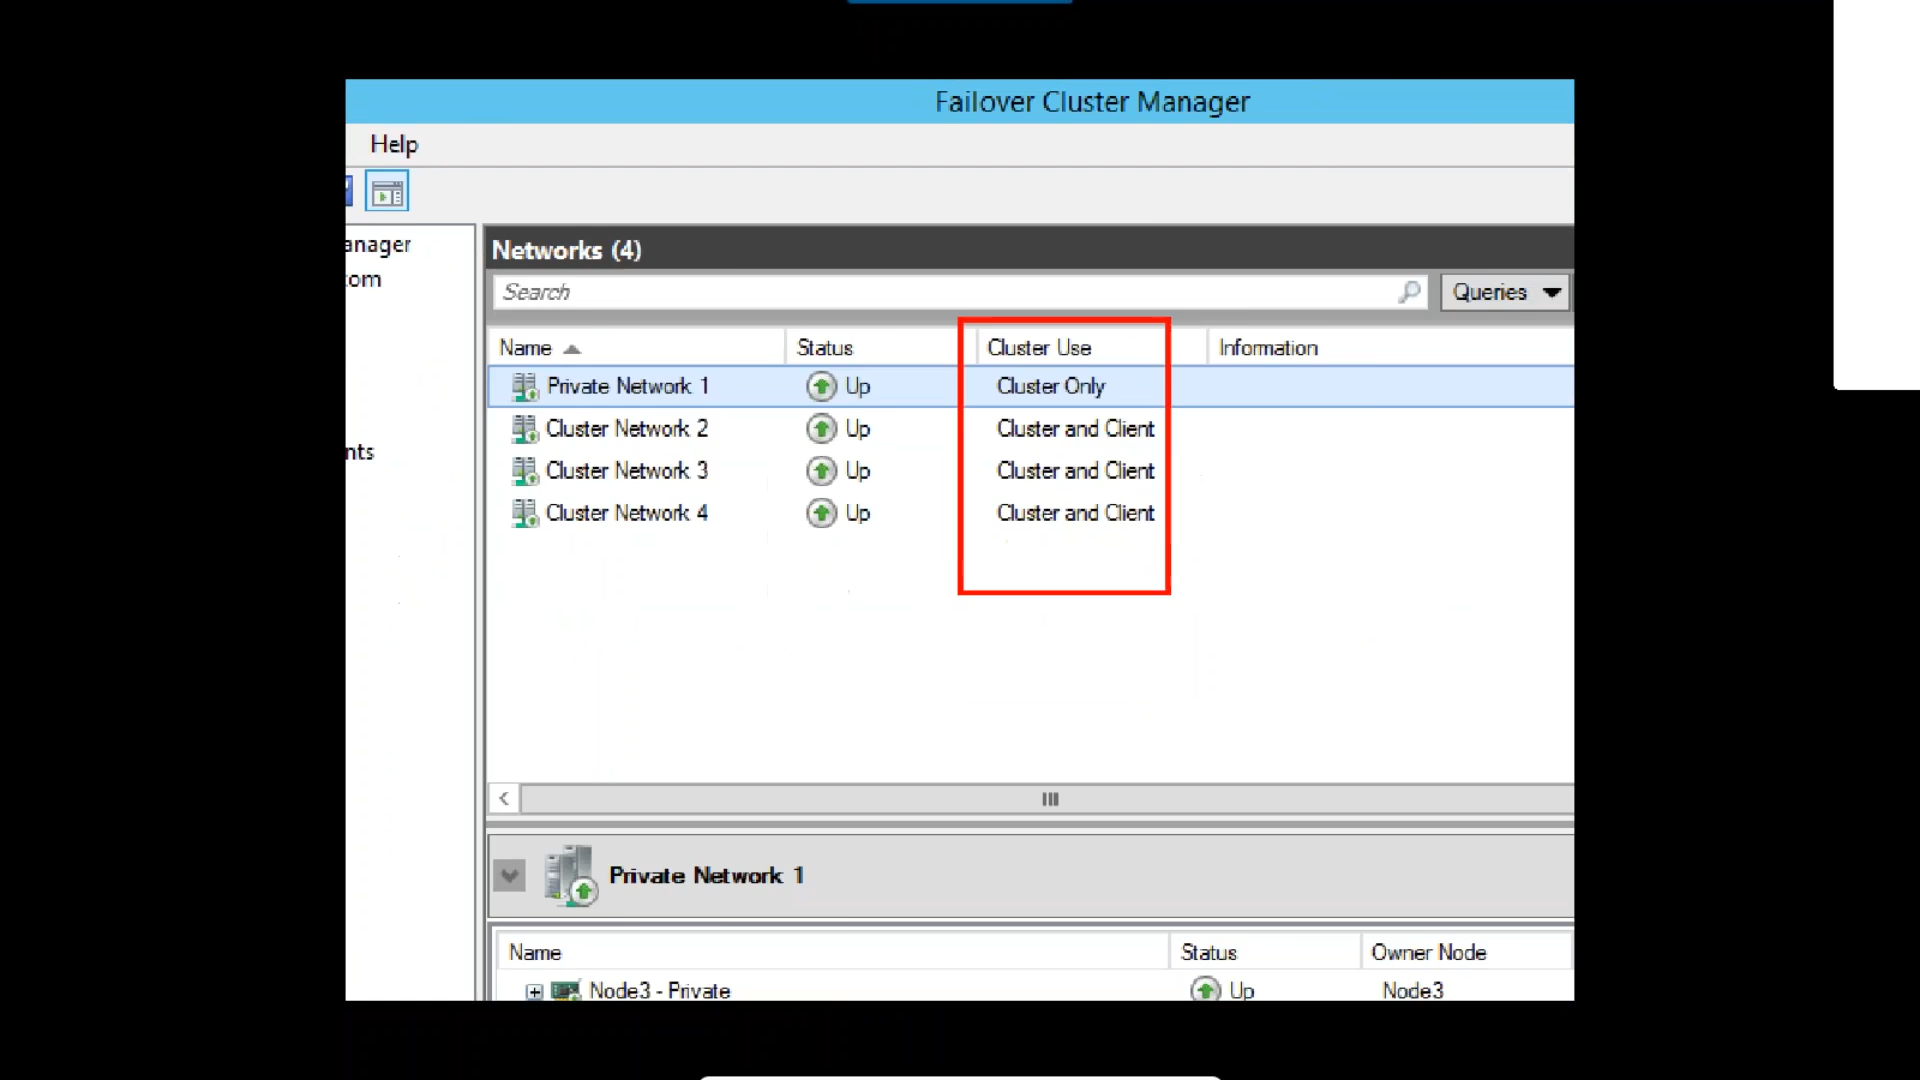 Failover Cluster Manager
Help
anager
com
nts
Networks (4)
Search
Queries
Name Status Cluster Use Information
Private Network 1 Up Cluster Only
Cluster Network 2 Up Cluster and Client
Cluster Network 3 Up Cluster and Client
Cluster Network 4 Up Cluster and Client
Private Network 1
Name Status Owner Node
Node3 - Private Up Node3